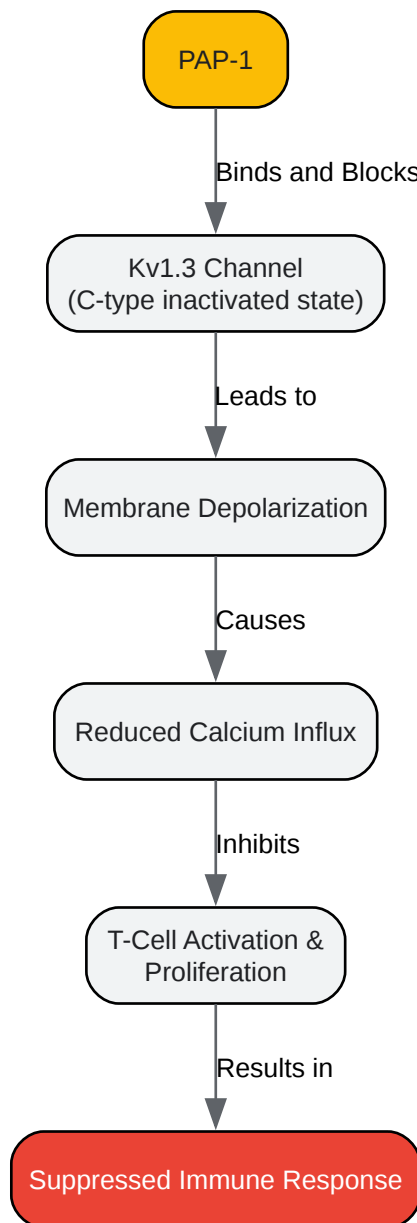 PAP-1
Binds and Blocks
Kv1.3 Channel
(C-type inactivated state)
Leads to
Membrane Depolarization
Causes
Reduced Calcium Influx
Inhibits
T-Cell Activation &
Proliferation
Results in
Suppressed Immune Response